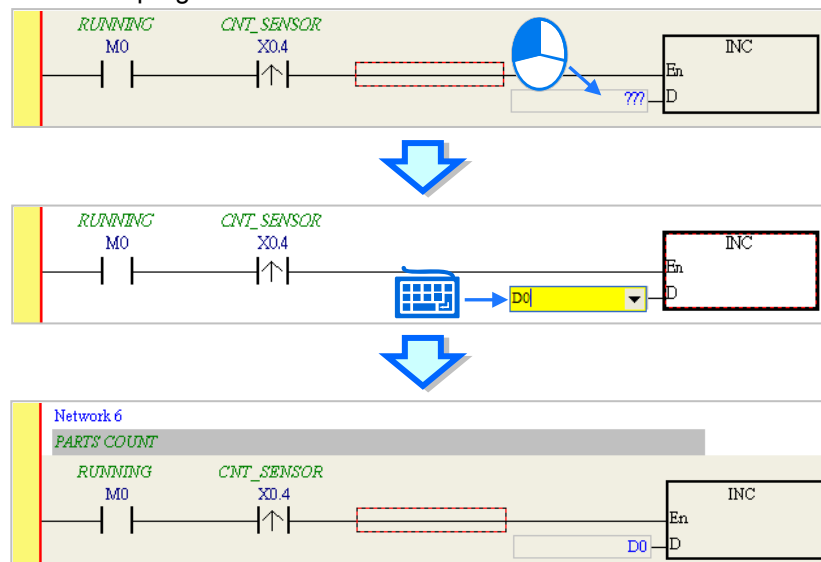 RUNNING CNT_SENSOR
M0 X0.4 INC
En
??? D
RUNNING CNT_SENSOR
M0 X0.4 INC
En
D0 D
Network 6
PARTS COUNT
RUNNING CNT_SENSOR
M0 X0.4 INC
En
D0 D